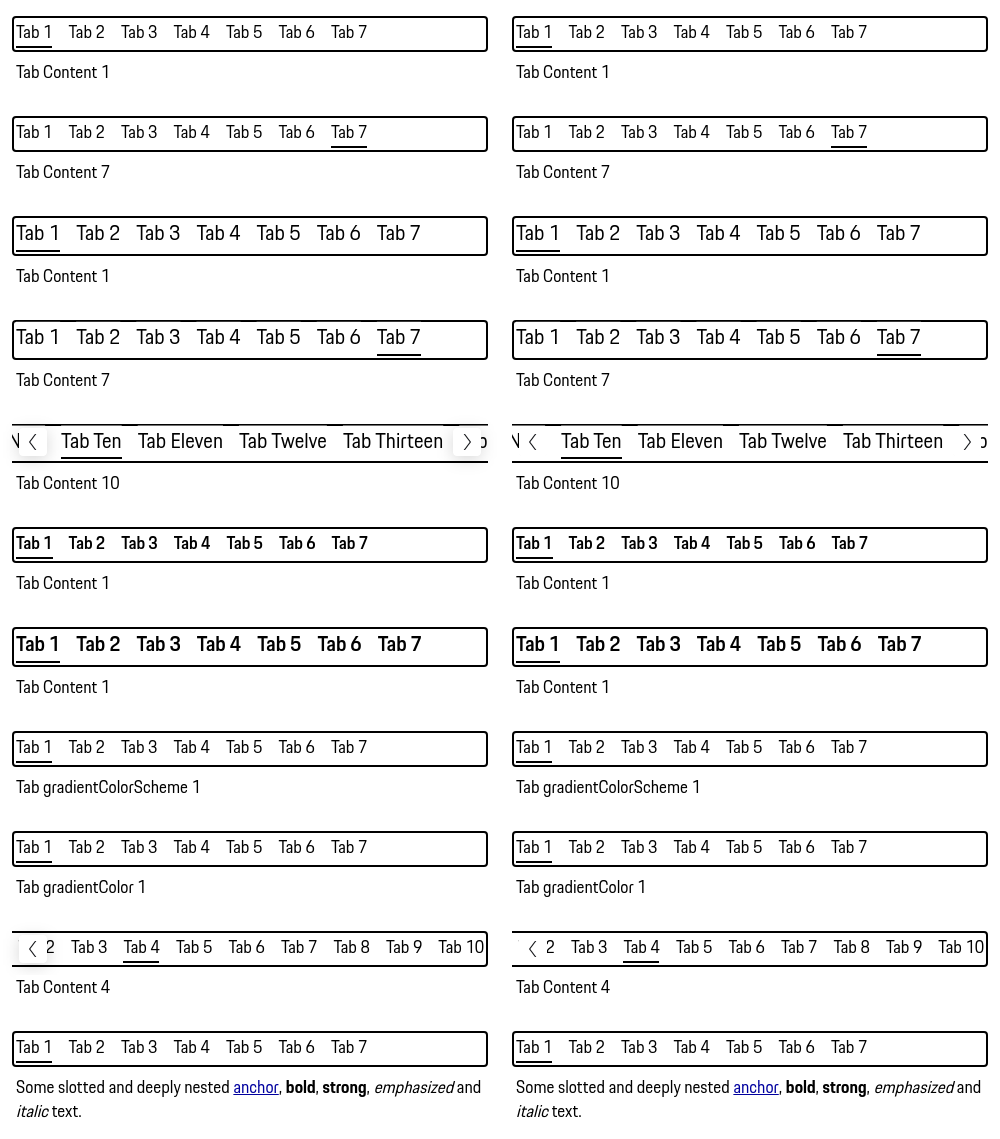 Tab 1 Tab 2 Tab 3 Tab 4 Tab 5 Tab 6 Tab 7
Tab Content 1
Tab 1 Tab 2 Tab 3 Tab 4 Tab 5 Tab 6 Tab 7
Tab Content 7
Tab 1 Tab 2 Tab 3 Tab 4 Tab 5 Tab 6 Tab 7
Tab Content 1
Tab 1 Tab 2 Tab 3 Tab 4 Tab 5 Tab 6 Tab 7
Tab Content 7
Tab Ten Tab Eleven Tab Twelve Tab Thirteen
Tab Content 10
Tab 1 Tab 2 Tab 3 Tab 4 Tab 5 Tab 6 Tab 7
Tab Content 1
Tab 1 Tab 2 Tab 3 Tab 4 Tab 5 Tab 6 Tab 7
Tab Content 1
Tab 1 Tab 2 Tab 3 Tab 4 Tab 5 Tab 6 Tab 7
Tab gradientColorScheme 1
Tab 1 Tab 2 Tab 3 Tab 4 Tab 5 Tab 6 Tab 7
Tab gradientColor 1
2 Tab 3 Tab 4 Tab 5 Tab 6 Tab 7 Tab 8 Tab 9 Tab 10
Tab Content 4
Tab 1 Tab 2 Tab 3 Tab 4 Tab 5 Tab 6 Tab 7
Some slotted and deeply nested anchor, bold, strong, emphasized and
italic text.
Tab 1 Tab 2 Tab 3 Tab 4 Tab 5 Tab 6 Tab 7
Tab Content 1
Tab 1 Tab 2 Tab 3 Tab 4 Tab 5 Tab 6 Tab 7
Tab Content 7
Tab 1 Tab 2 Tab 3 Tab 4 Tab 5 Tab 6 Tab 7
Tab Content 1
Tab 1 Tab 2 Tab 3 Tab 4 Tab 5 Tab 6 Tab 7
Tab Content 7
Tab Ten Tab Eleven Tab Twelve Tab Thirteen
Tab Content 10
Tab 1 Tab 2 Tab 3 Tab 4 Tab 5 Tab 6 Tab 7
Tab Content 1
Tab 1 Tab 2 Tab 3 Tab 4 Tab 5 Tab 6 Tab 7
Tab Content 1
Tab 1 Tab 2 Tab 3 Tab 4 Tab 5 Tab 6 Tab 7
Tab gradientColorScheme 1
Tab 1 Tab 2 Tab 3 Tab 4 Tab 5 Tab 6 Tab 7
Tab gradientColor 1
2 Tab 3 Tab 4 Tab 5 Tab 6 Tab 7 Tab 8 Tab 9 Tab 10
Tab Content 4
Tab 1 Tab 2 Tab 3 Tab 4 Tab 5 Tab 6 Tab 7
Some slotted and deeply nested anchor, bold, strong, emphasized and
italic text.